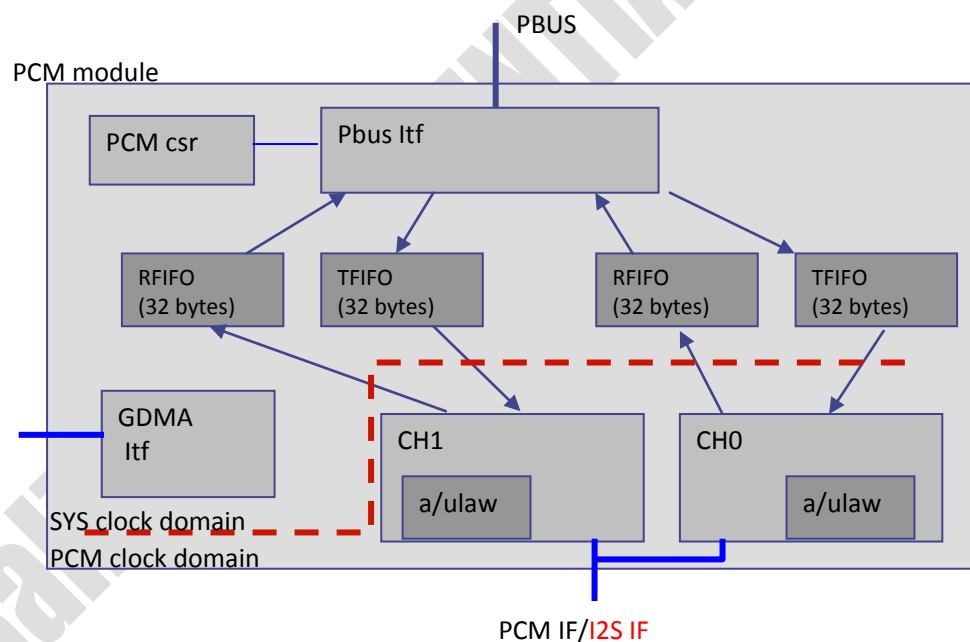 PBUS
PCM module
PCM csr
Pbus Itf
RFIFO
(32 bytes)
TFIFO
(32 bytes)
RFIFO
(32 bytes)
TFIFO
(32 bytes)
GDMA
Itf
CH1
a/ulaw
CH0
a/ulaw
SYS clock domain
PCM clock domain
PCM IF/I2S IF